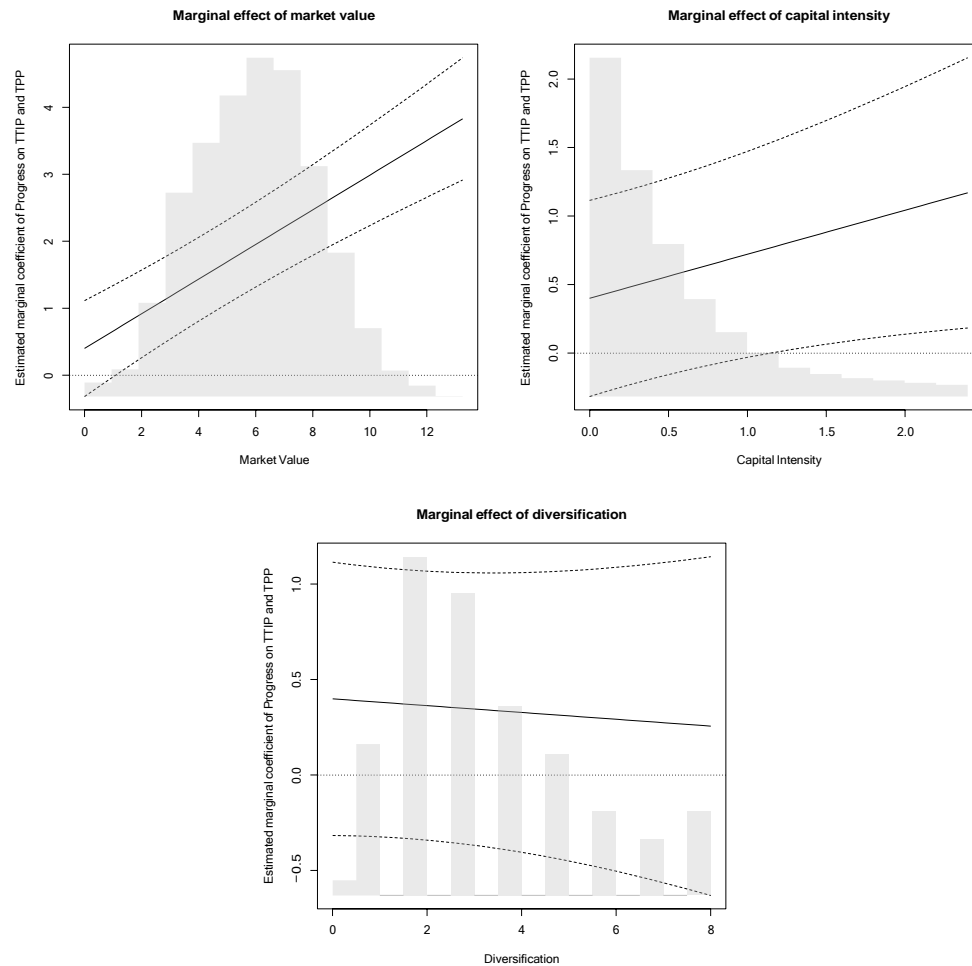 Marginal effect of market value
Estimated marginal coefficient of Progress on TTIP and TPP
4
3
2
1
0
0 2 4 6 8 10 12
Market Value
Marginal effect of capital intensity
Estimated marginal coefficient of Progress on TTIP and TPP
2.0
1.5
1.0
0.5
0.0
0.0 0.5 1.0 1.5 2.0
Capital Intensity
Marginal effect of diversification
Estimated marginal coefficient of Progress on TTIP and TPP
1.0
0.5
0.0
−0.5
0 2 4 6 8
Diversification